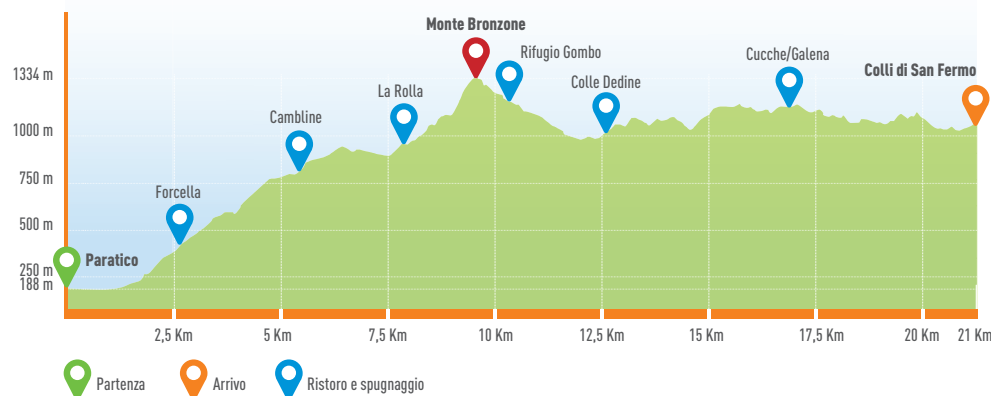 Monte Bronzone
Rifugio Gombo
Cucche/Galena
Colli di San Fermo
1334 m
La Rolla
Colle Dedine
Cambline
1000 m
750 m
Forcella
500 m
Paratico
250 m
188 m
2,5 Km
5 Km
7,5 Km
10 Km
12,5 Km
15 Km
17,5 Km
20 Km
21 Km
Partenza
Arrivo
Ristoro e spugnaggio